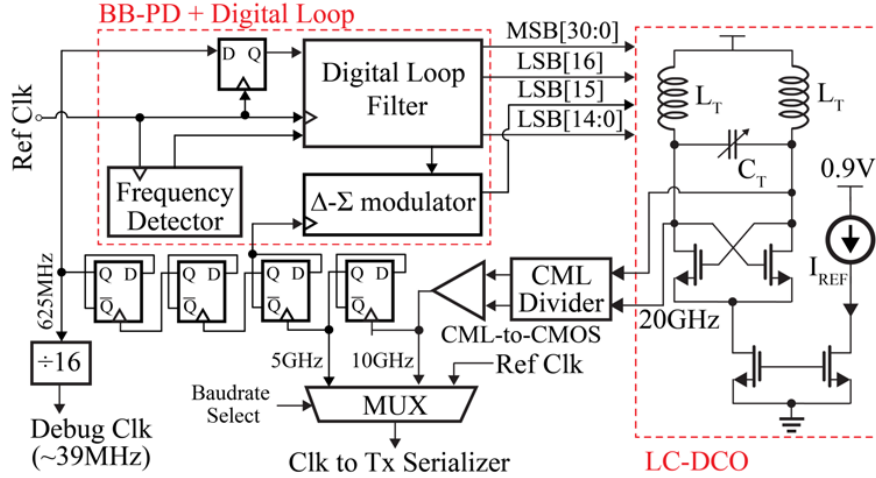 BB-PD + Digital Loop
D Q
Digital Loop
Filter
MSB[30:0]
LSB[16]
LSB[15]
LSB[14:0]
Ref Clk
Frequency
Detector
Δ-Σ modulator
L_T
L_T
C_T
0.9V
I_REF
625MHz
Q D
Q̅
Q D
Q̅
Q D
Q̅
Q D
Q̅
CML
Divider
CML-to-CMOS
20GHz
÷16
5GHz
10GHz
Ref Clk
Baudrate
Select
MUX
Debug Clk
(~39MHz)
Clk to Tx Serializer
LC-DCO